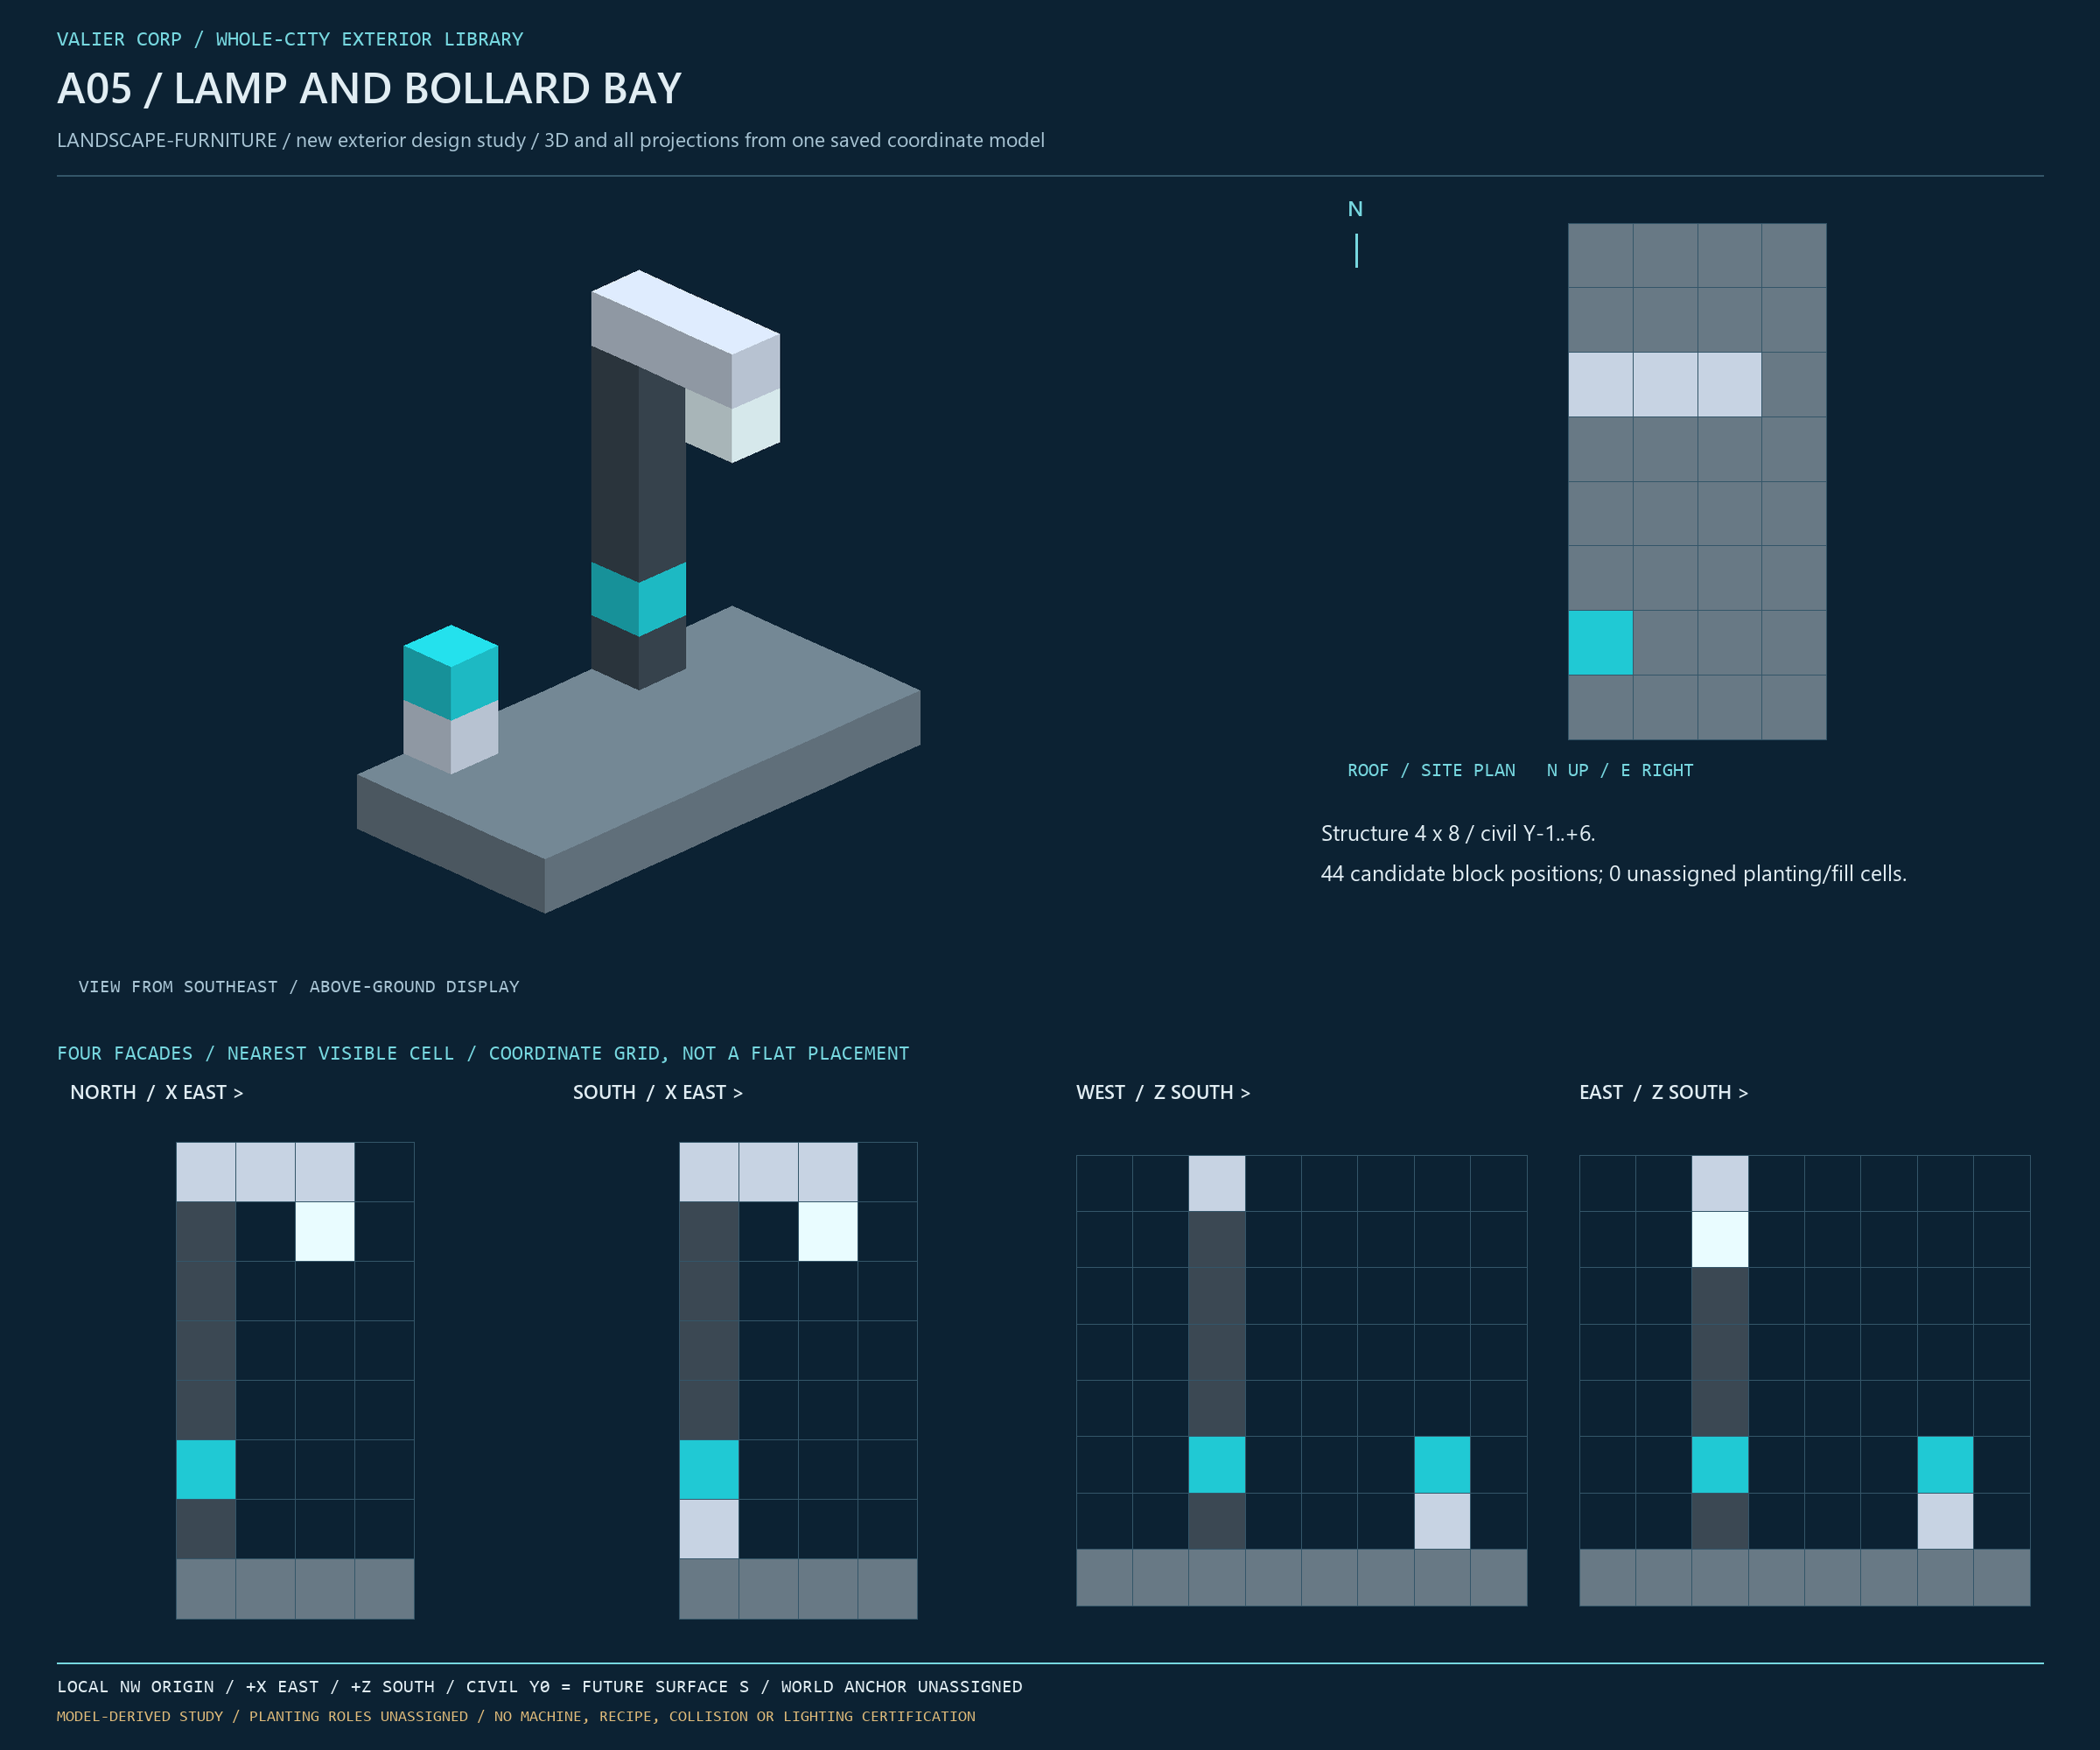 VALIER CORP / WHOLE-CITY EXTERIOR LIBRARY
A05 / LAMP AND BOLLARD BAY
LANDSCAPE-FURNITURE / new exterior design study / 3D and all projections from one saved coordinate model
N
ROOF / SITE PLAN   N UP / E RIGHT
Structure 4 x 8 / civil Y-1..+6.
44 candidate block positions; 0 unassigned planting/fill cells.
VIEW FROM SOUTHEAST / ABOVE-GROUND DISPLAY
FOUR FACADES / NEAREST VISIBLE CELL / COORDINATE GRID, NOT A FLAT PLACEMENT
NORTH / X EAST >
SOUTH / X EAST >
WEST / Z SOUTH >
EAST / Z SOUTH >
LOCAL NW ORIGIN / +X EAST / +Z SOUTH / CIVIL Y0 = FUTURE SURFACE S / WORLD ANCHOR UNASSIGNED
MODEL-DERIVED STUDY / PLANTING ROLES UNASSIGNED / NO MACHINE, RECIPE, COLLISION OR LIGHTING CERTIFICATION